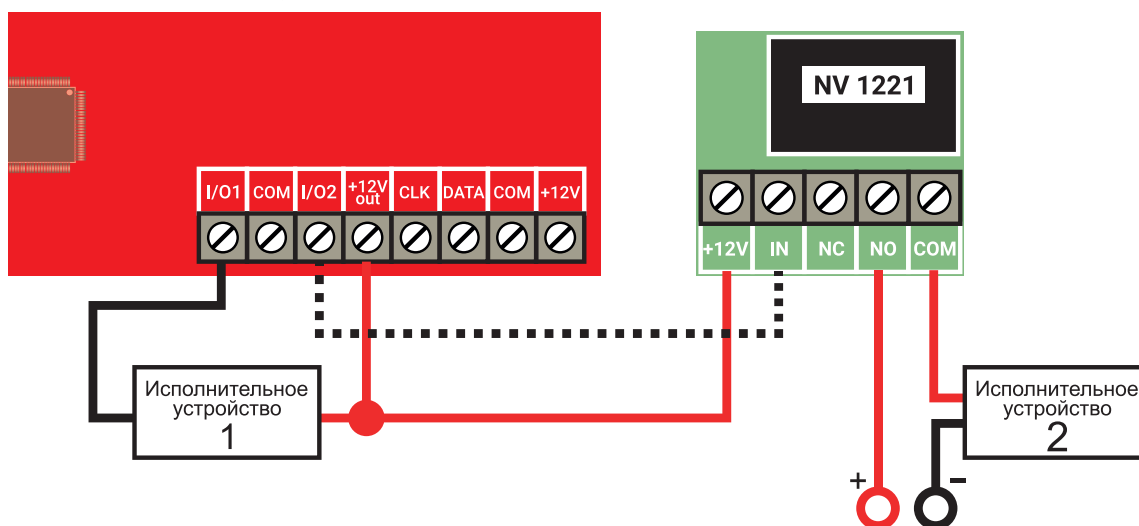 NV 1221
I/O1 COM I/O2 +12V out CLK DATA COM +12V
+12V IN NC NO COM
Исполнительное
устройство
1
Исполнительное
устройство
2
+ −